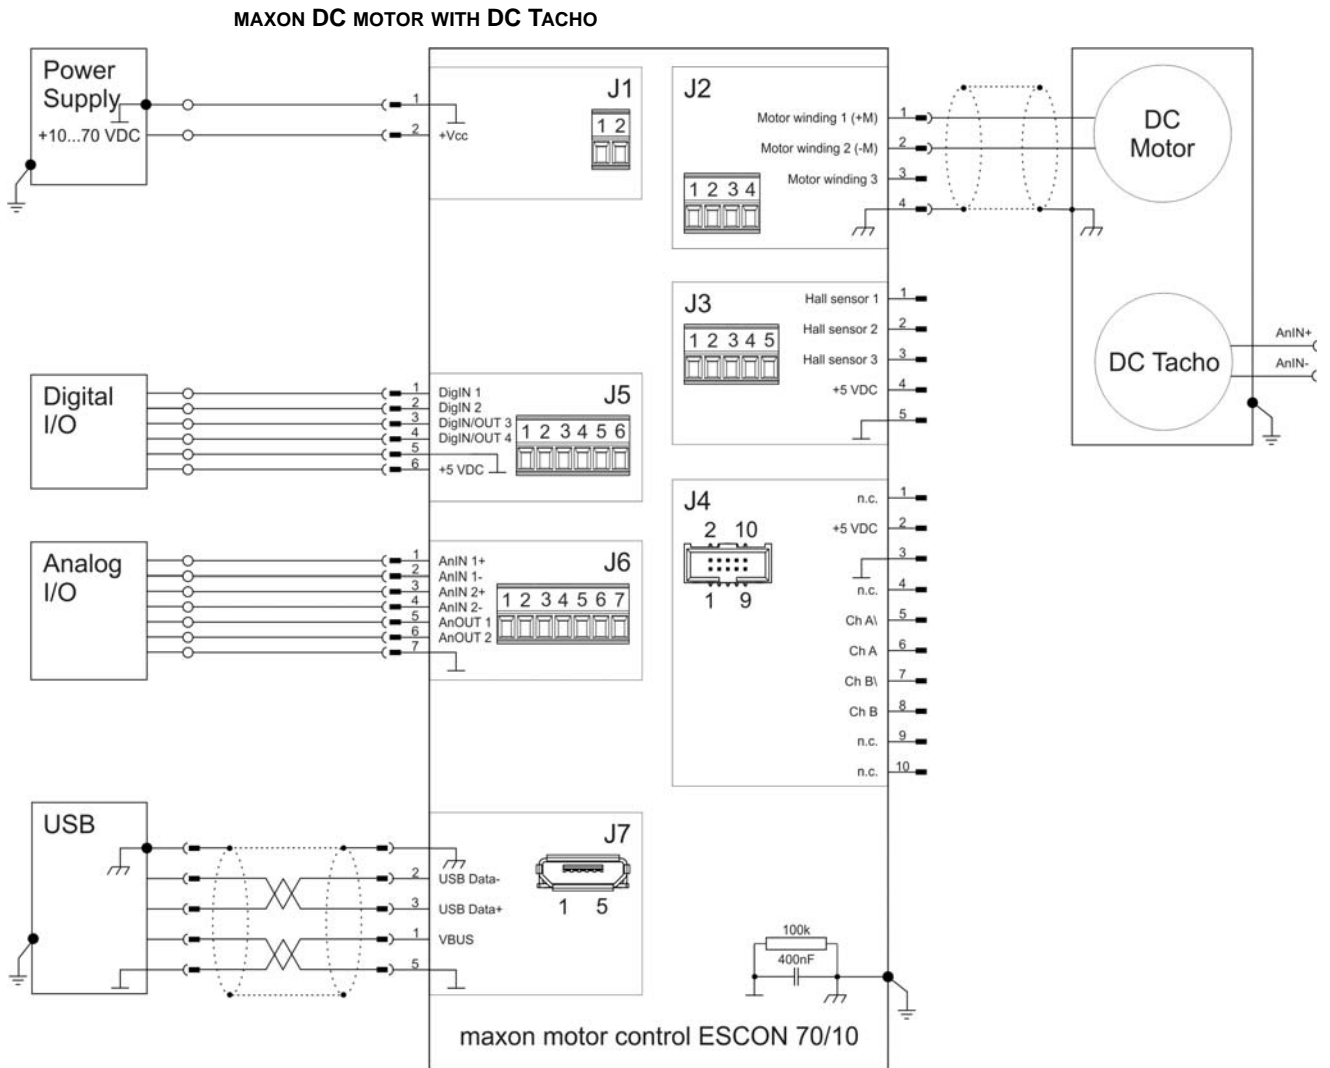 MAXON DC MOTOR WITH DC TACHO
Power
Supply
+10...70 VDC
1
2
+Vcc
J1
1 2
J2
1 2 3 4
Motor winding 1 (+M)
1
Motor winding 2 (-M)
2
Motor winding 3
3
4
DC
Motor
DC Tacho
AnIN+
AnIN-
J3
1 2 3 4 5
Hall sensor 1
1
Hall sensor 2
2
Hall sensor 3
3
+5 VDC
4
5
Digital
I/O
1
DigIN 1
2
DigIN 2
3
DigIN/OUT 3
4
DigIN/OUT 4
5
6
+5 VDC
J5
1 2 3 4 5 6
J4
2 10
1 9
n.c.
1
+5 VDC
2
3
n.c.
4
Ch A\
5
Ch A
6
Ch B\
7
Ch B
8
n.c.
9
n.c.
10
Analog
I/O
1
AnIN 1+
2
AnIN 1-
3
AnIN 2+
4
AnIN 2-
5
AnOUT 1
6
AnOUT 2
7
J6
1 2 3 4 5 6 7
USB
2
USB Data-
3
USB Data+
1
VBUS
5
J7
1 5
100k
400nF
maxon motor control ESCON 70/10